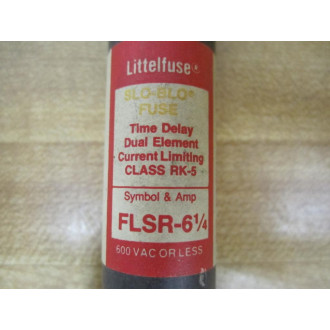 Littelfuse®
SLO-BLO®
FUSE
Time Delay
Dual Element
Current Limiting
CLASS RK-5
Symbol & Amp
FLSR-6¼
600 VAC OR LESS